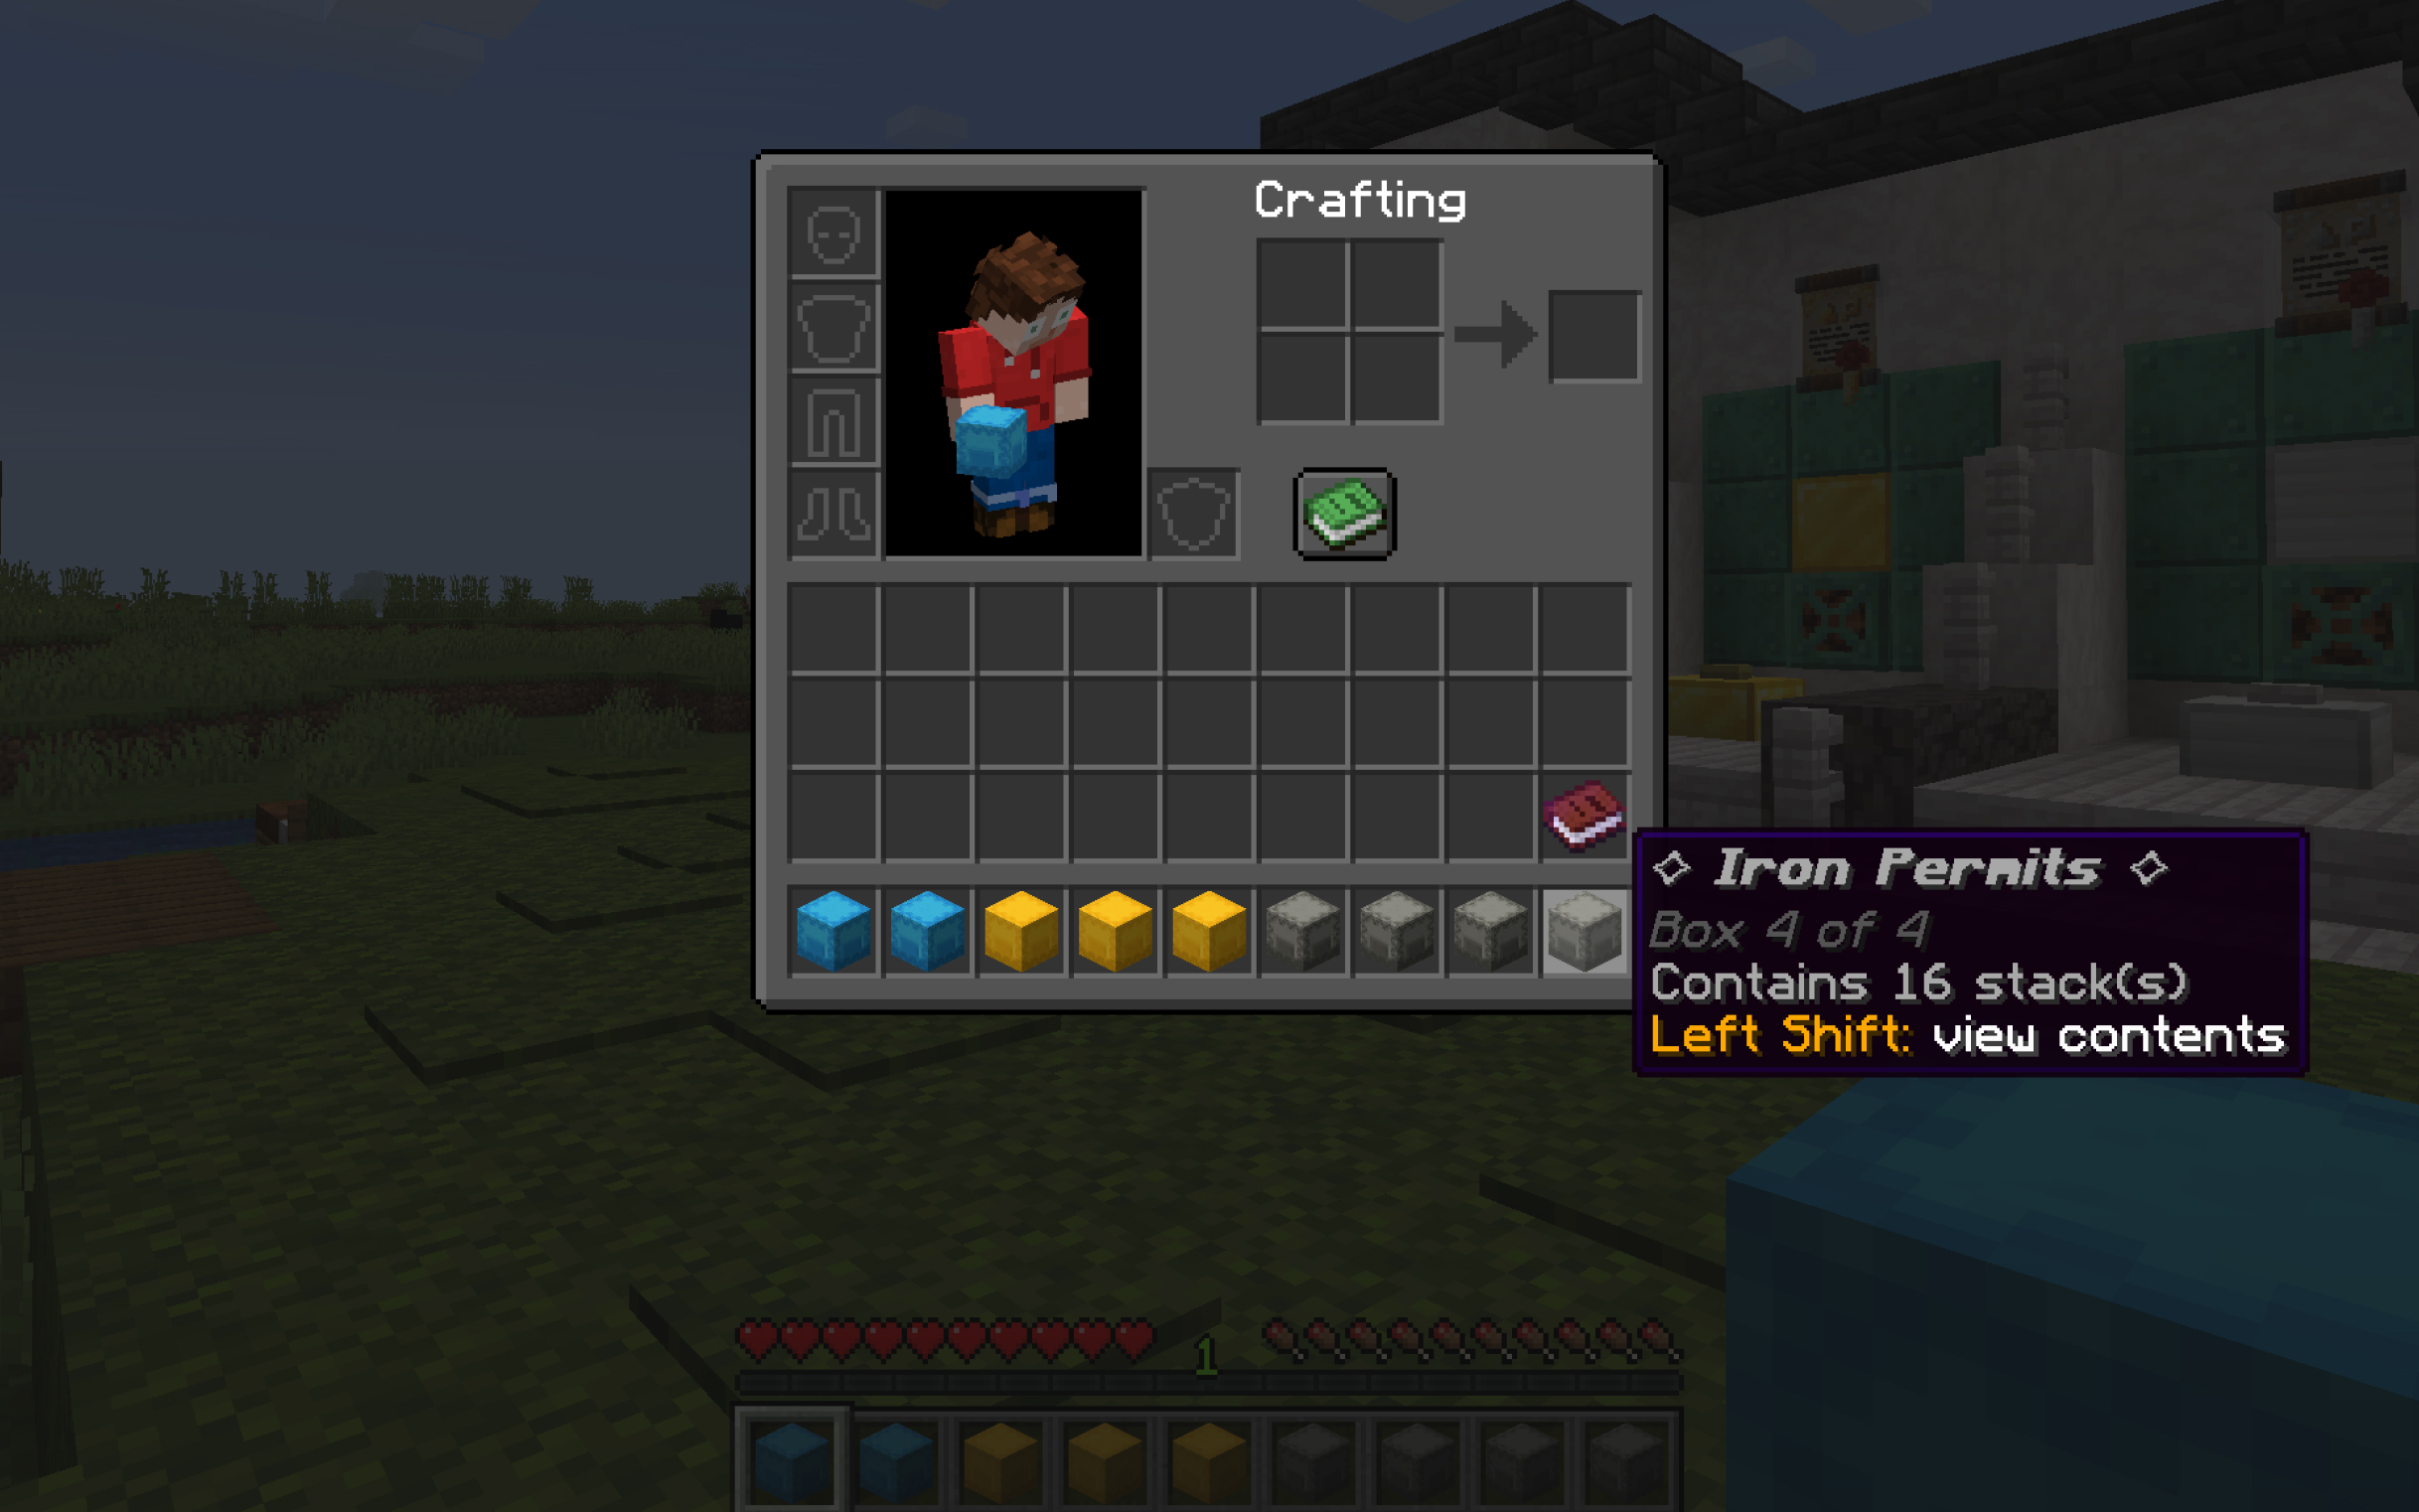 Crafting
◇ Iron Permits ◇
Box 4 of 4
Contains 16 stack(s)
Left Shift: view contents
1